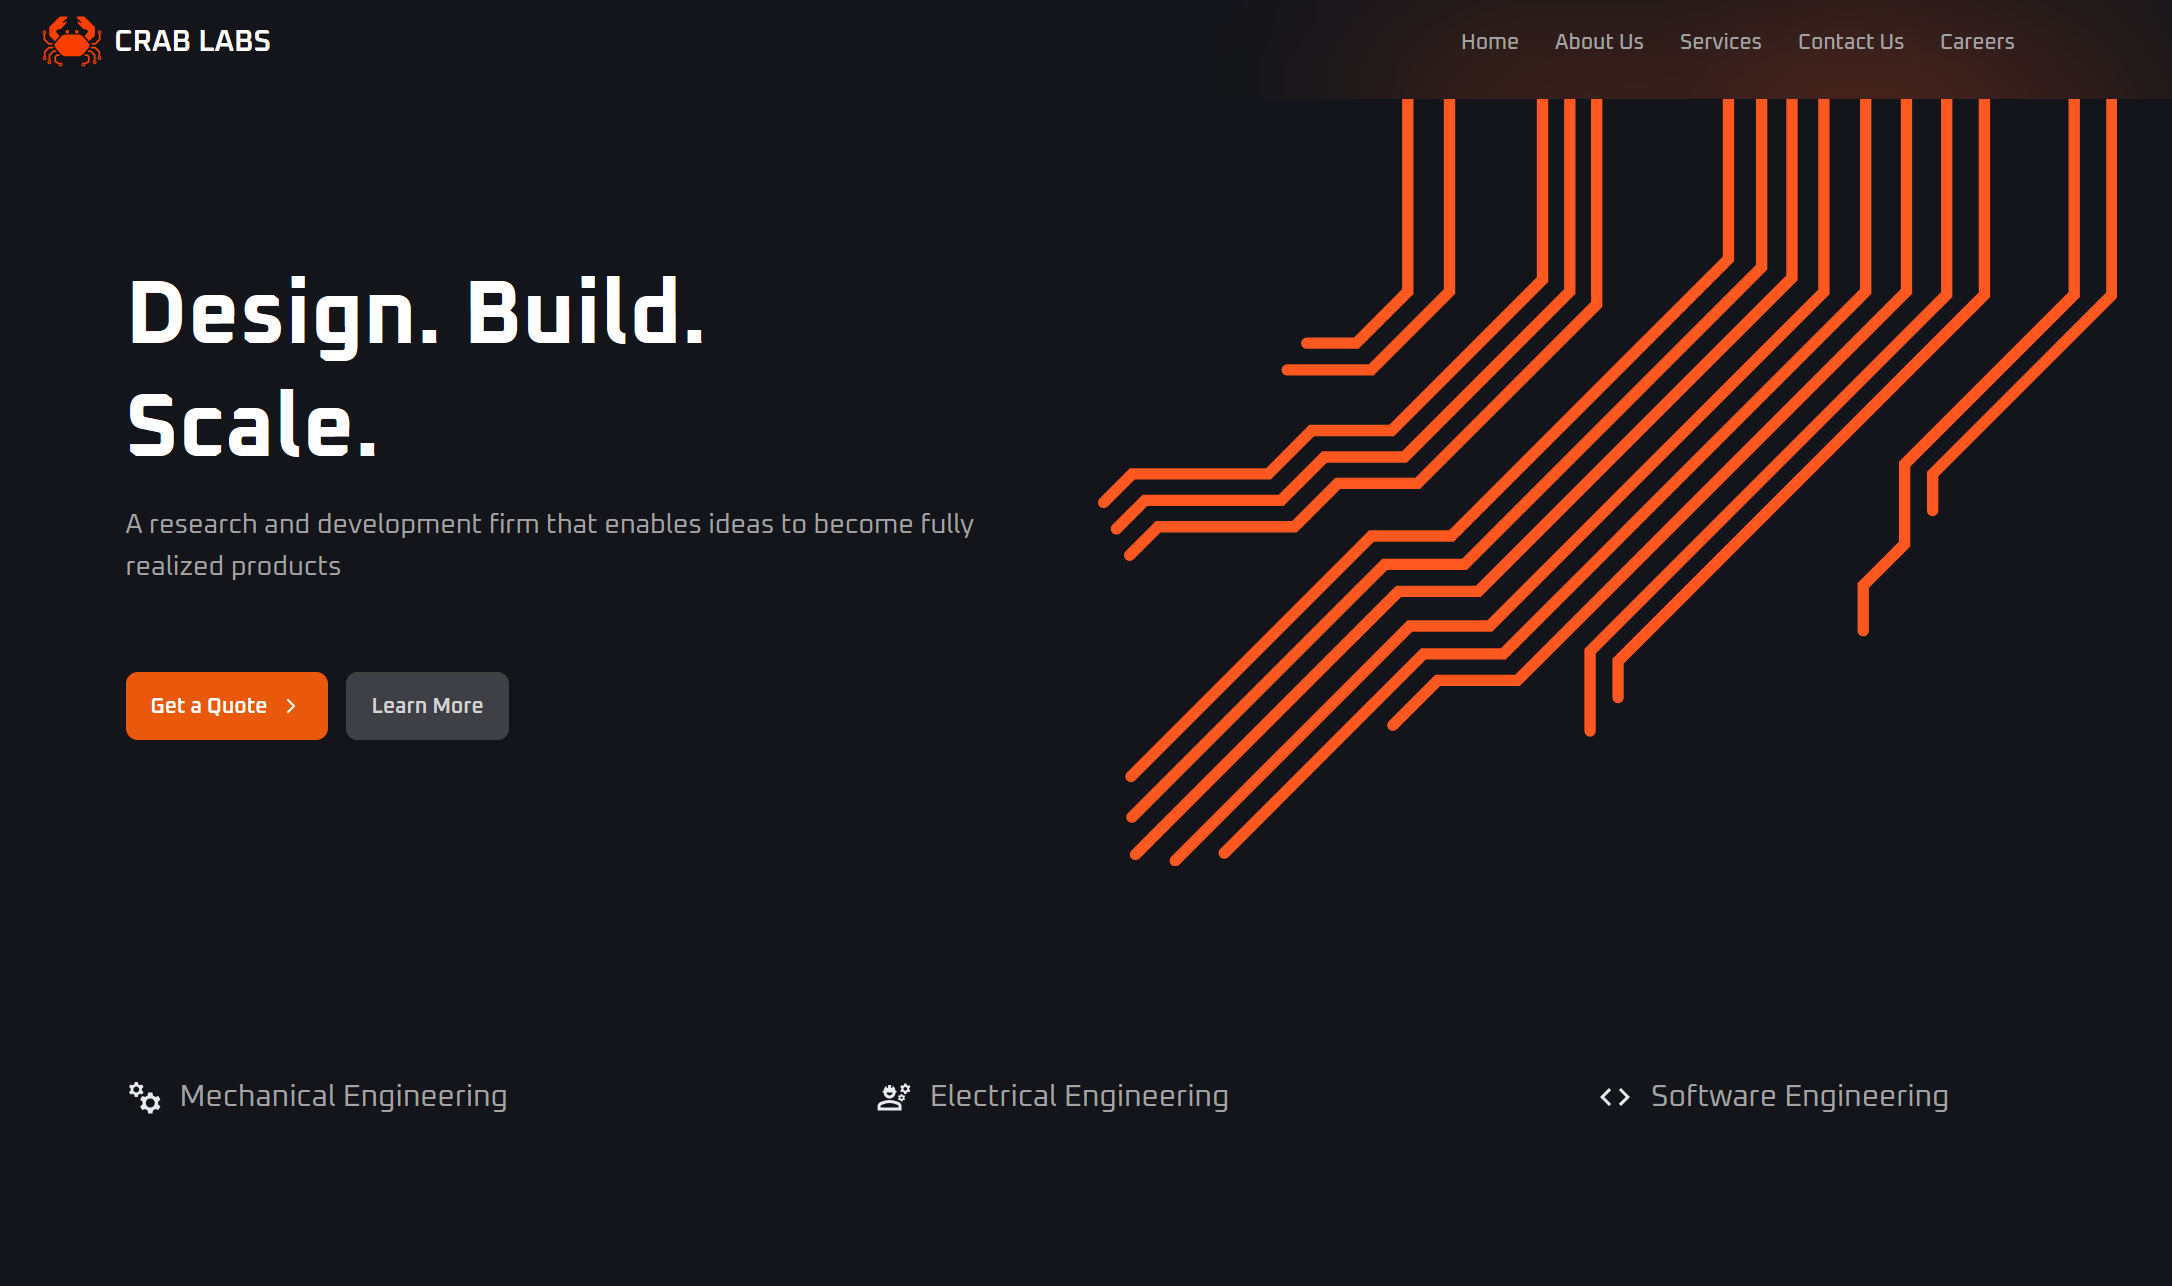 CRAB LABS
Home About Us Services Contact Us Careers
Design. Build.
Scale.
A research and development firm that enables ideas to become fully
realized products
Get a Quote
Learn More
Mechanical Engineering
Electrical Engineering
Software Engineering